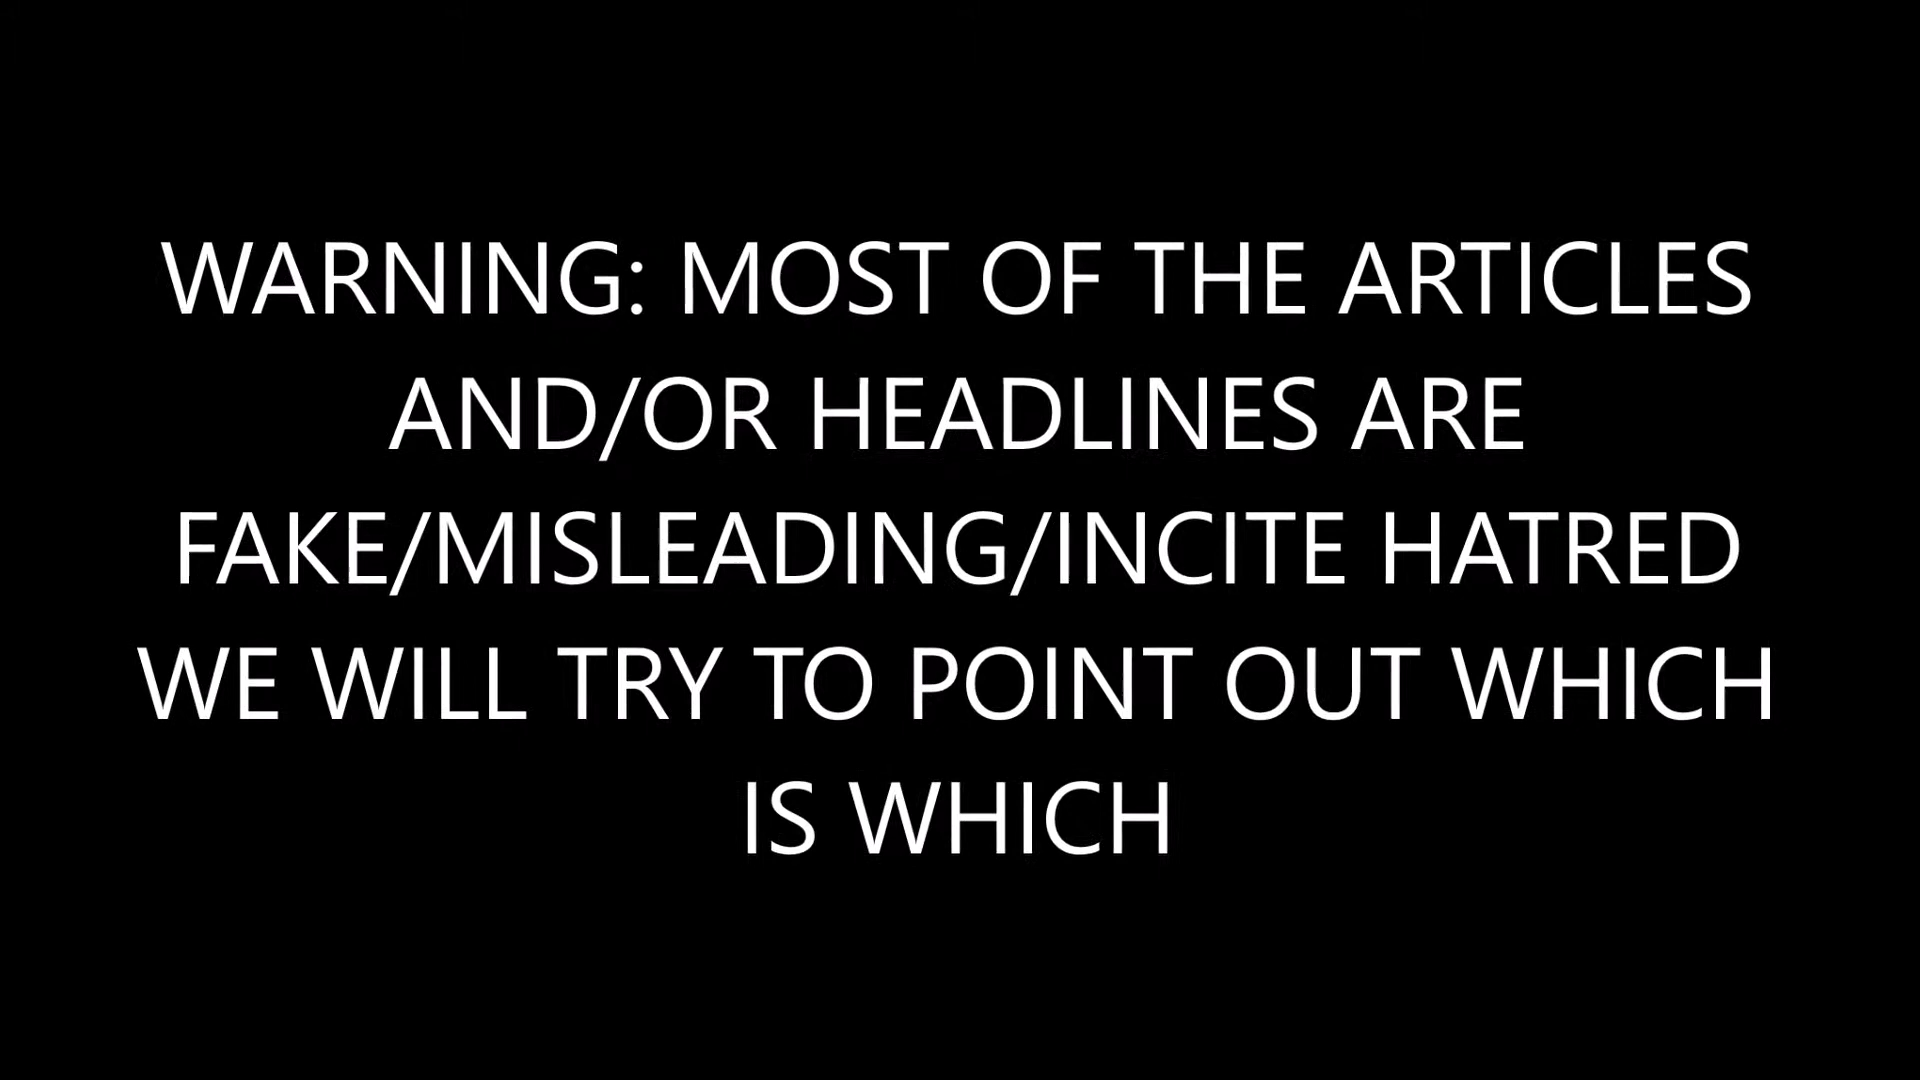 WARNING: MOST OF THE ARTICLES
AND/OR HEADLINES ARE
FAKE/MISLEADING/INCITE HATRED
WE WILL TRY TO POINT OUT WHICH
IS WHICH